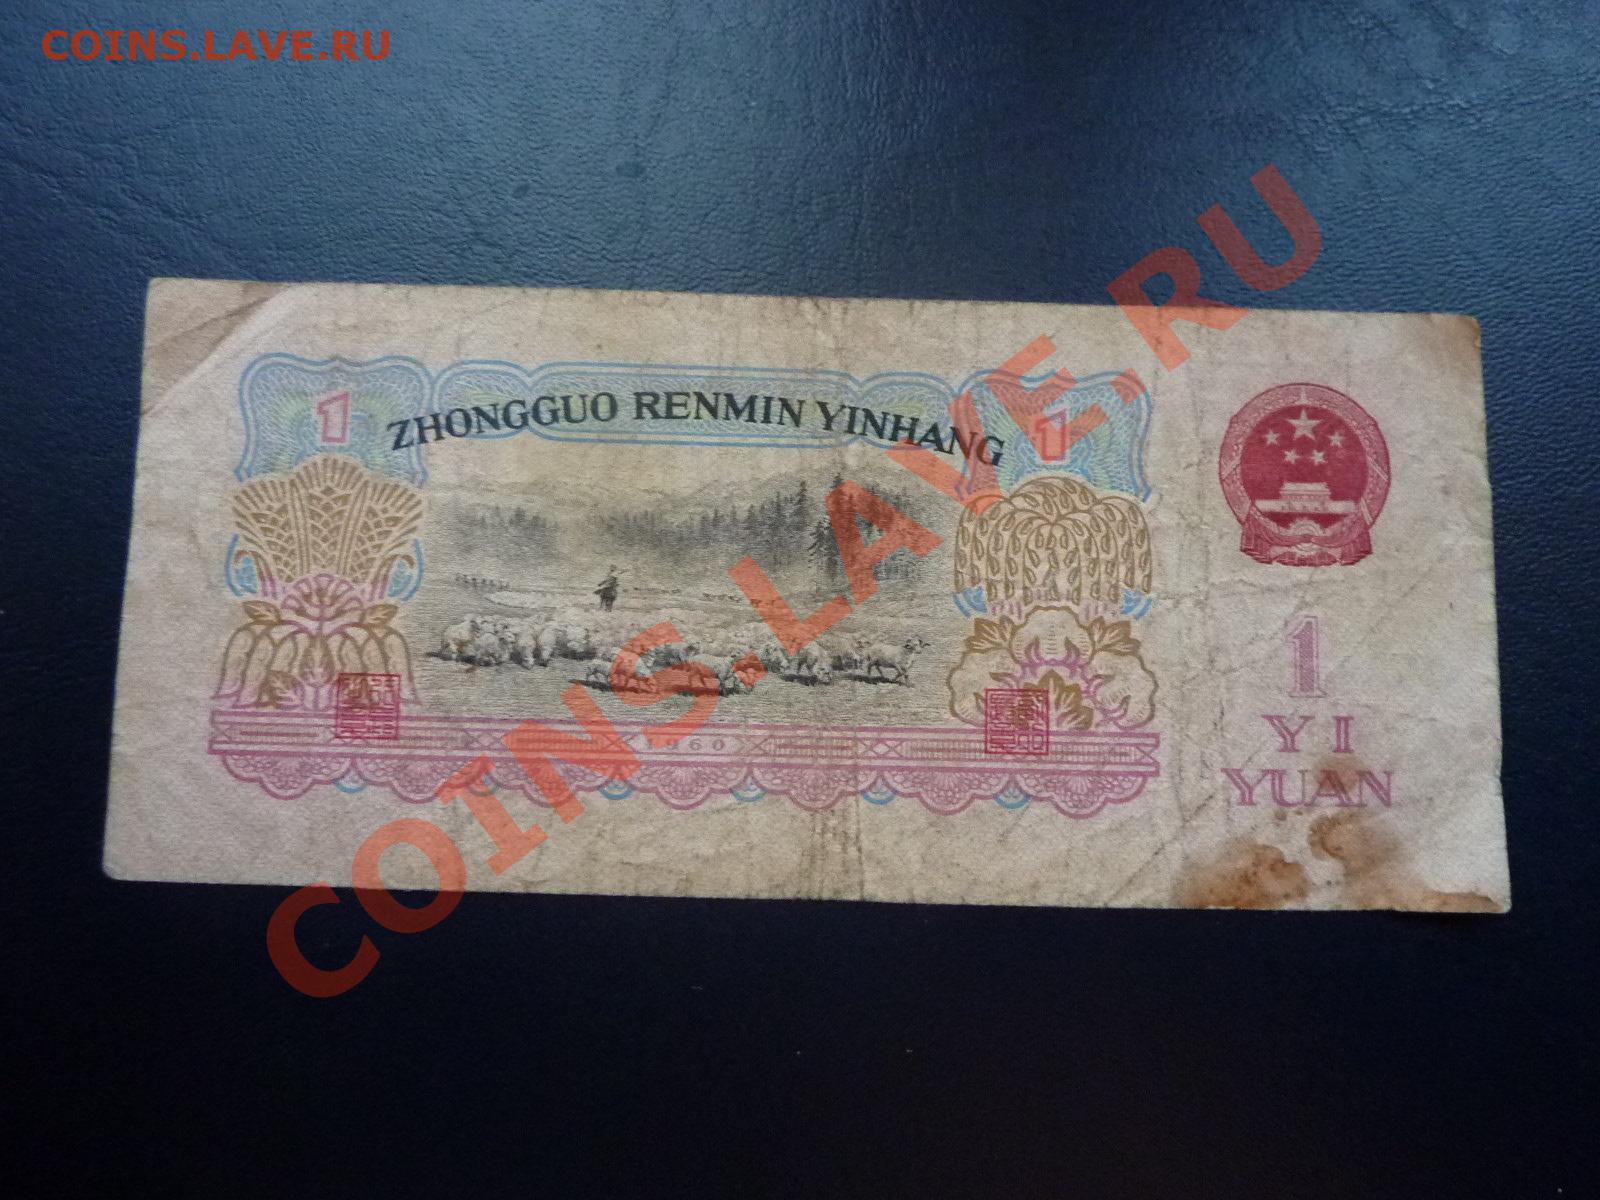 COINS.LAVE.RU
1
ZHONGGUO RENMIN YINHANG
1
1
YI
YUAN
1960
COINS.LAVE.RU